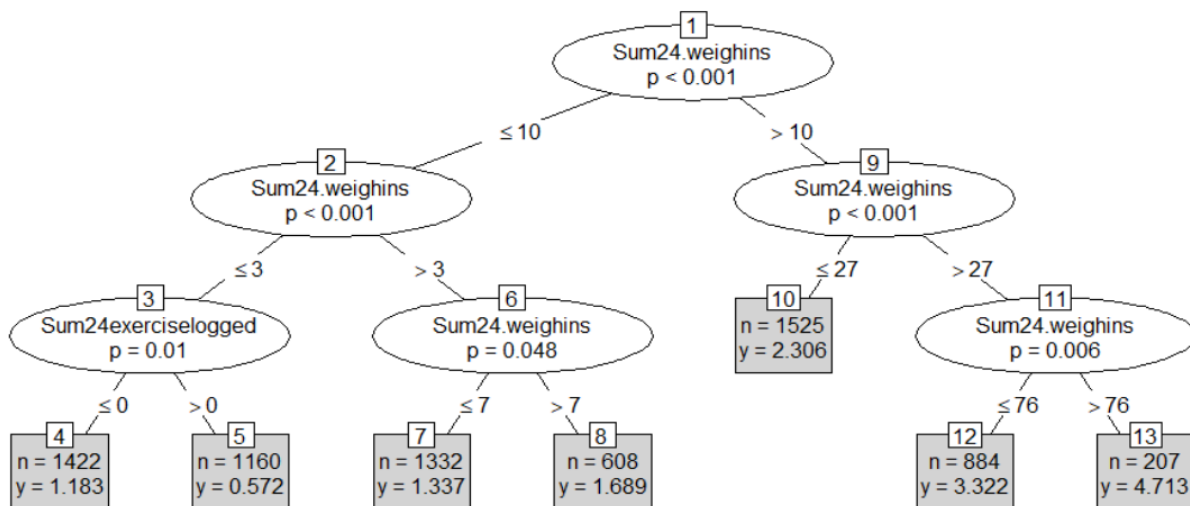 1
Sum24.weighins
p < 0.001
≤ 10
> 10
2
Sum24.weighins
p < 0.001
9
Sum24.weighins
p < 0.001
≤ 3
> 3
≤ 27
> 27
3
Sum24exerciselogged
p = 0.01
6
Sum24.weighins
p = 0.048
10
n = 1525
y = 2.306
11
Sum24.weighins
p = 0.006
≤ 0
> 0
≤ 7
> 7
≤ 76
> 76
4
n = 1422
y = 1.183
5
n = 1160
y = 0.572
7
n = 1332
y = 1.337
8
n = 608
y = 1.689
12
n = 884
y = 3.322
13
n = 207
y = 4.713